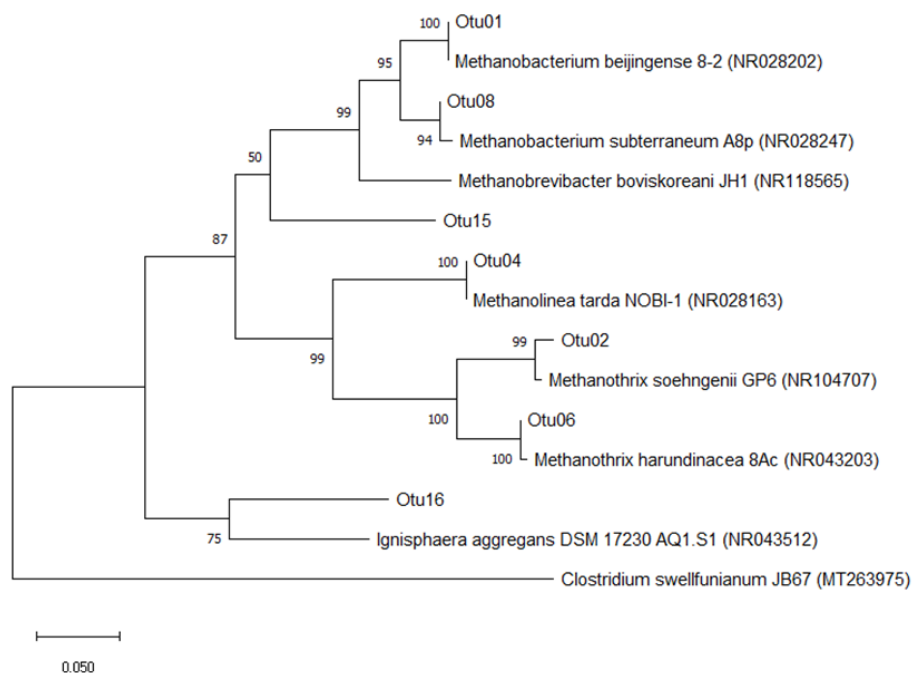 100 Otu01
Methanobacterium beijingense 8-2 (NR028202)
95
Otu08
99
94 Methanobacterium subterraneum A8p (NR028247)
50
Methanobrevibacter boviskoreani JH1 (NR118565)
Otu15
87
100 Otu04
Methanolinea tarda NOBI-1 (NR028163)
99 Otu02
99
Methanothrix soehngenii GP6 (NR104707)
100 Otu06
100 Methanothrix harundinacea 8Ac (NR043203)
Otu16
75 Ignisphaera aggregans DSM 17230 AQ1.S1 (NR043512)
Clostridium swellfunianum JB67 (MT263975)
0.050